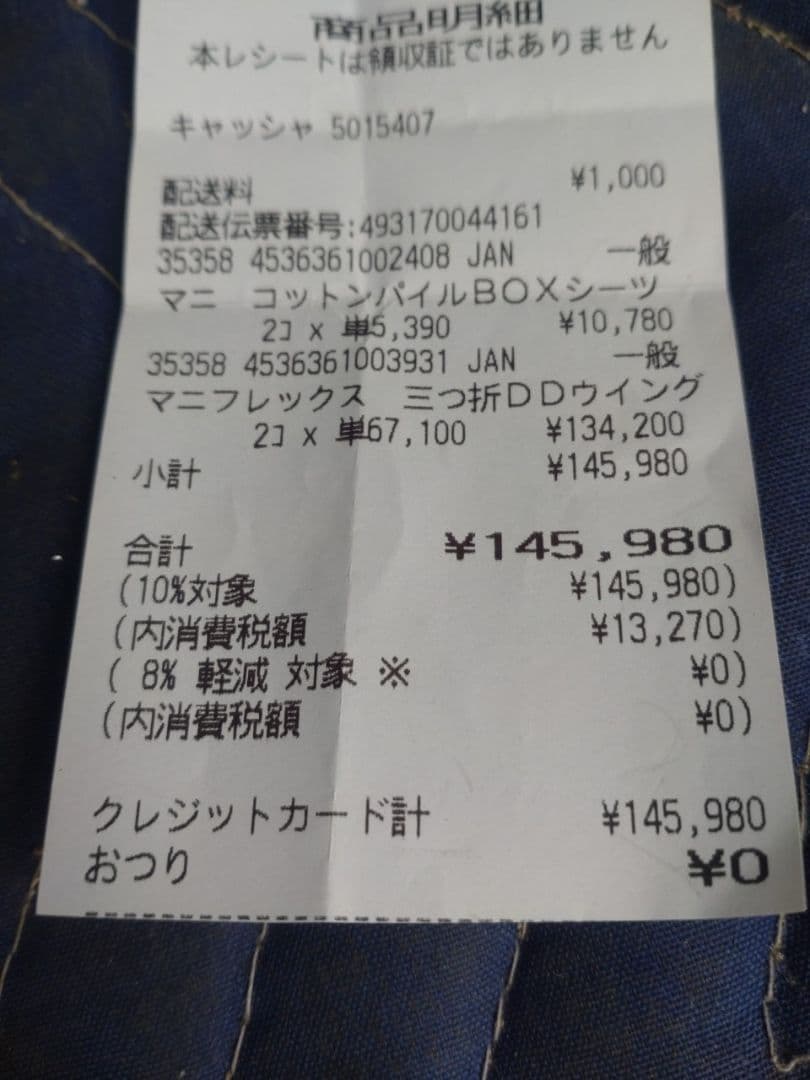 商品明細
本レシートは領収証ではありません
キャッシャ 5015407
配送料 ¥1,000
配送伝票番号:493170044161
35358 4536361002408 JAN 一般
マニ コットンパイルBOXシーツ
2コ x 単5,390 ¥10,780
35358 4536361003931 JAN 一般
マニフレックス 三つ折DDウイング
2コ x 単67,100 ¥134,200
小計 ¥145,980
合計 ¥145,980
(10%対象 ¥145,980)
(内消費税額 ¥13,270)
( 8% 軽減 対象 ※ ¥0)
(内消費税額 ¥0)
クレジットカード計 ¥145,980
おつり ¥0